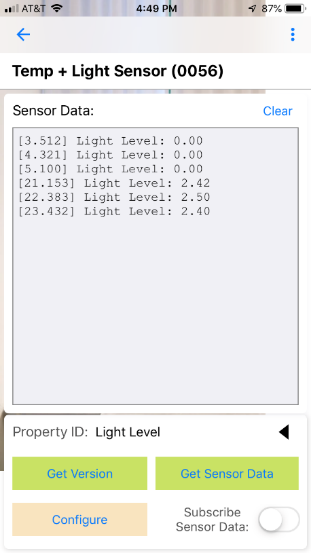 AT&T 4:49 PM 87%
Temp + Light Sensor (0056)
Sensor Data: Clear
[3.512] Light Level: 0.00
[4.321] Light Level: 0.00
[5.100] Light Level: 0.00
[21.153] Light Level: 2.42
[22.383] Light Level: 2.50
[23.432] Light Level: 2.40
Property ID: Light Level
Get Version Get Sensor Data
Configure
Subscribe
Sensor Data: